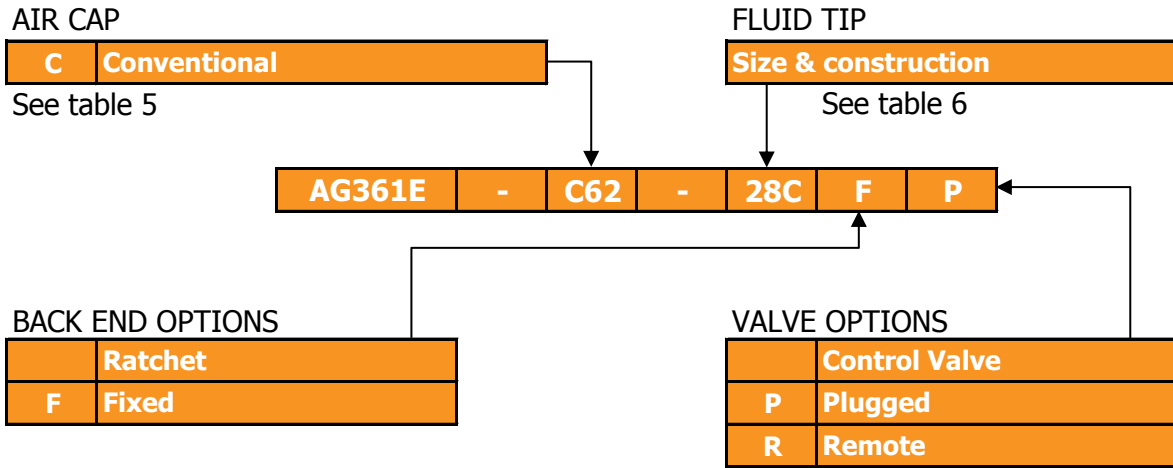 AIR CAP
C Conventional
See table 5
FLUID TIP
Size & construction
See table 6
AG361E - C62 - 28C F P
BACK END OPTIONS
Ratchet
F Fixed
VALVE OPTIONS
Control Valve
P Plugged
R Remote